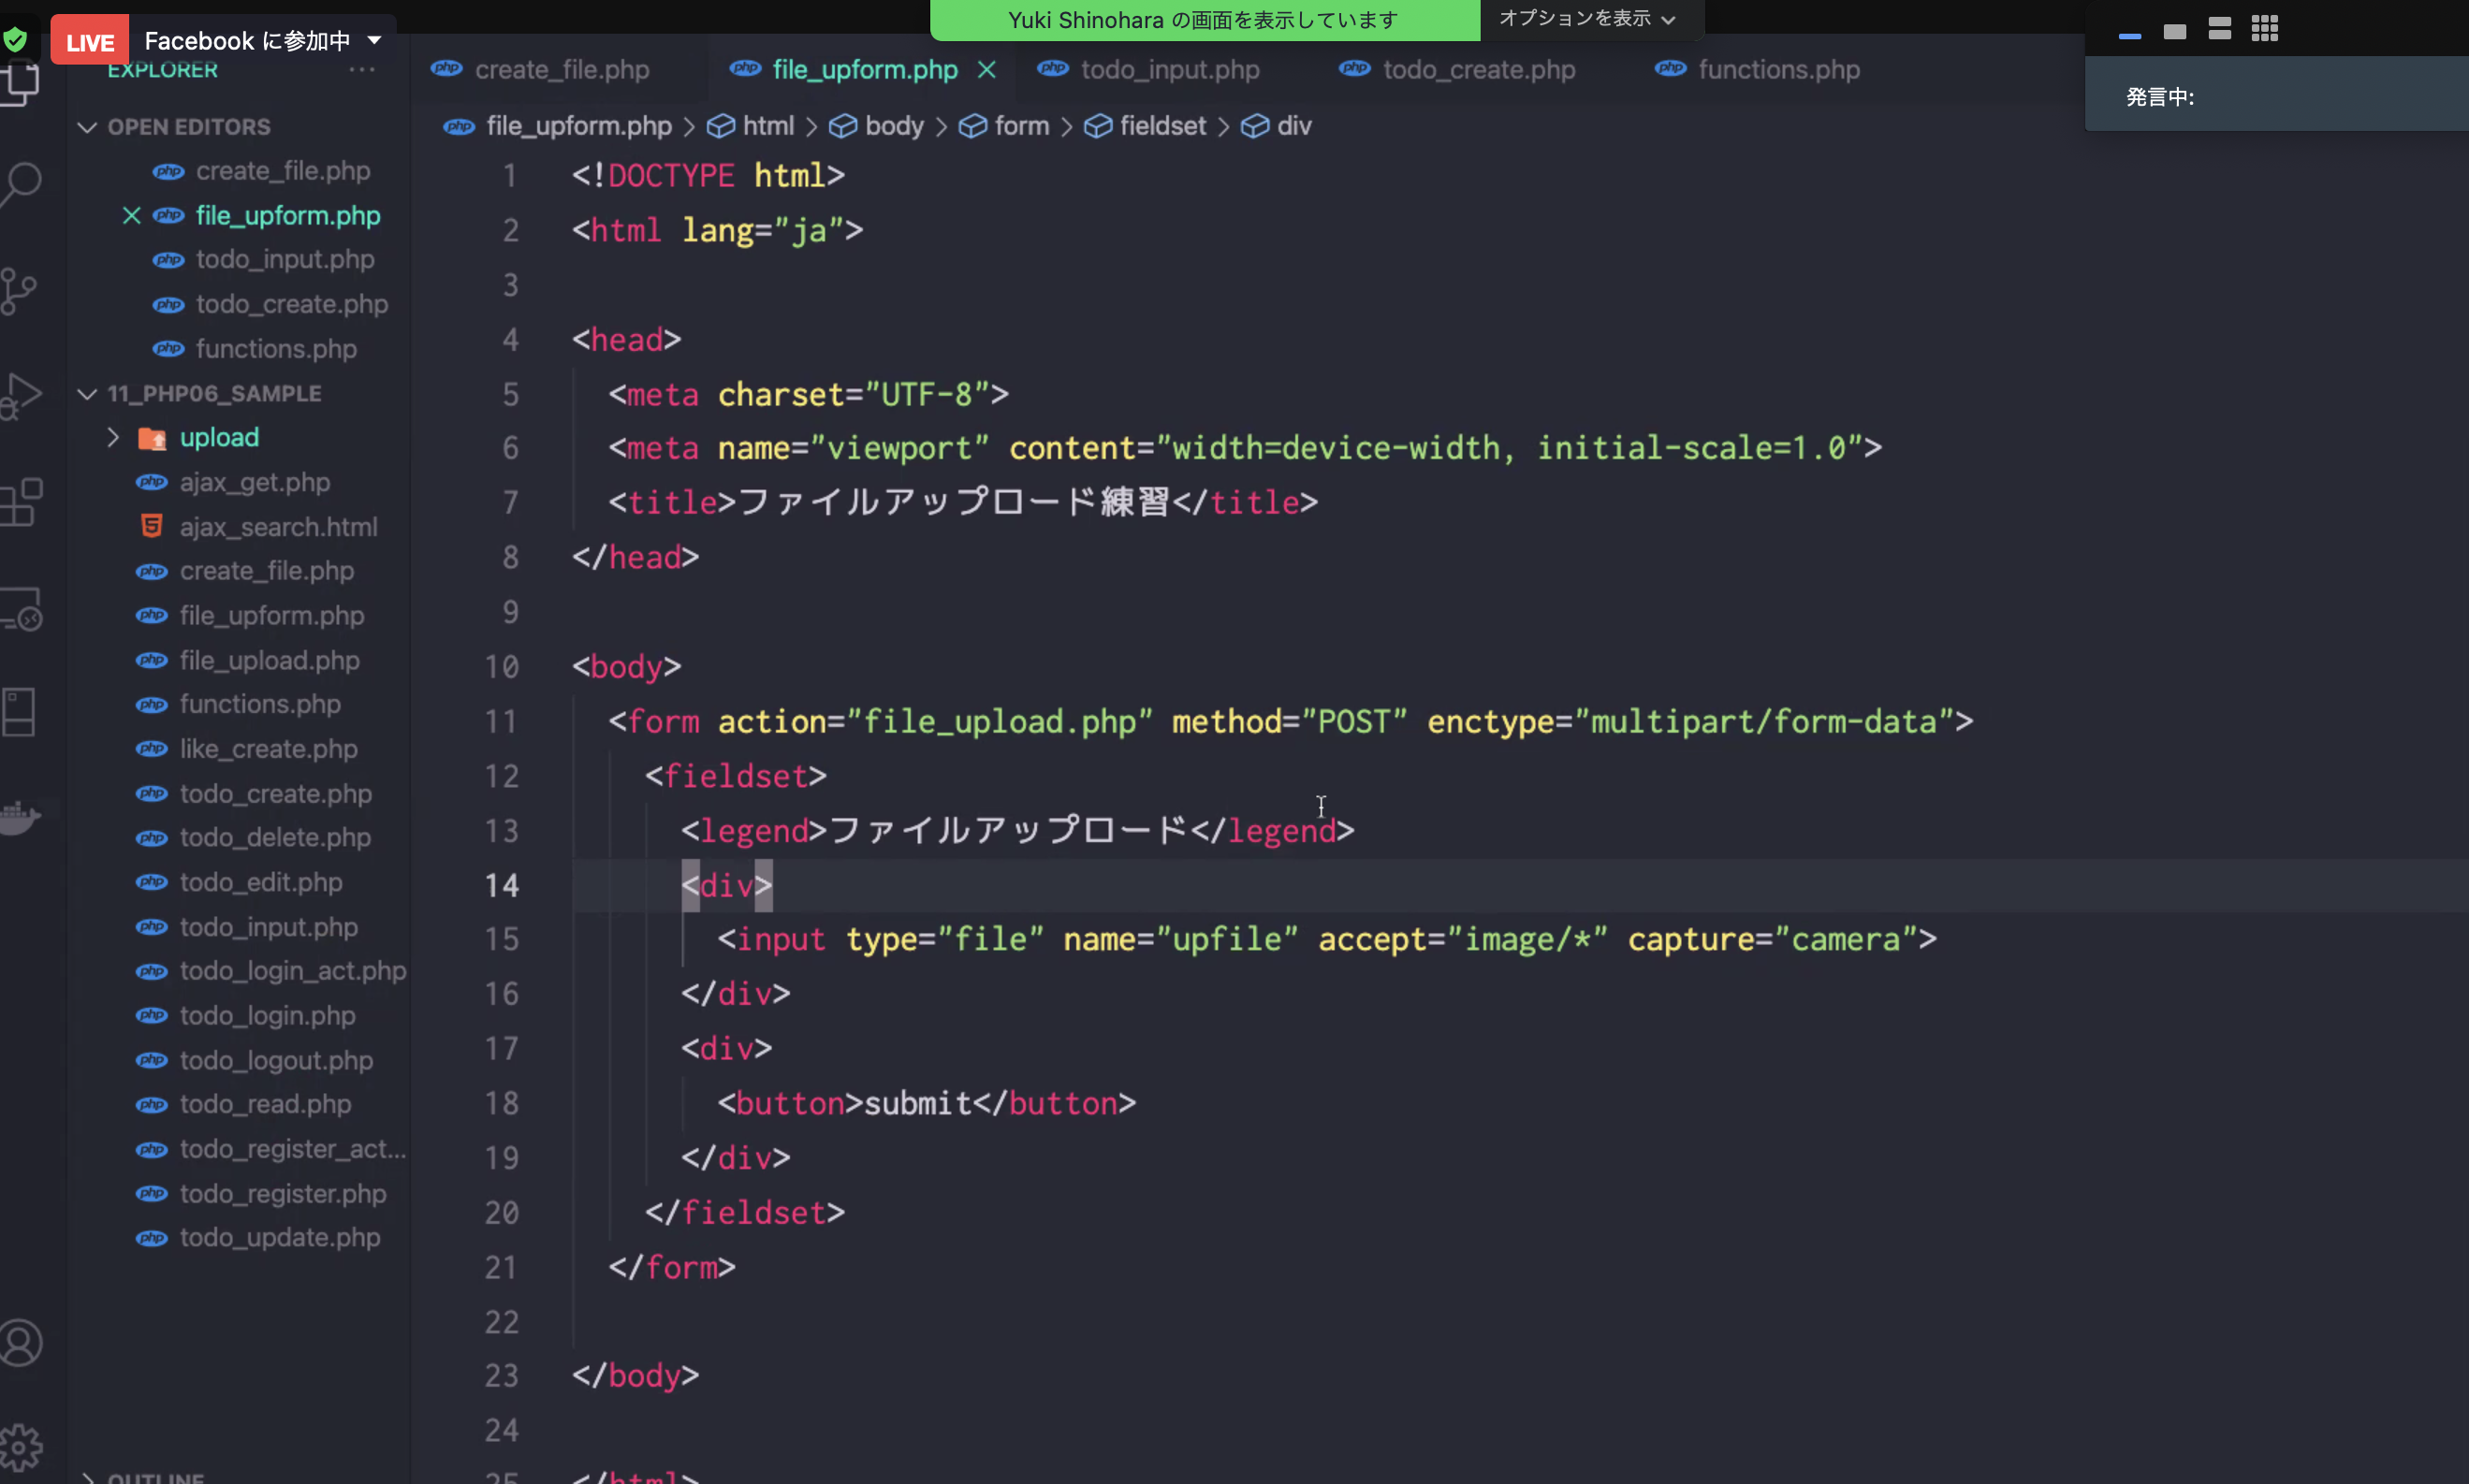 LIVE Facebook に参加中
Yuki Shinohara の画面を表示しています
オプションを表示
発言中:
EXPLORER ...
OPEN EDITORS
create_file.php
file_upform.php
todo_input.php
todo_create.php
functions.php
11_PHP06_SAMPLE
upload
ajax_get.php
ajax_search.html
create_file.php
file_upform.php
file_upload.php
functions.php
like_create.php
todo_create.php
todo_delete.php
todo_edit.php
todo_input.php
todo_login_act.php
todo_login.php
todo_logout.php
todo_read.php
todo_register_act...
todo_register.php
todo_update.php
OUTLINE
create_file.php file_upform.php todo_input.php todo_create.php functions.php
file_upform.php > html > body > form > fieldset > div
1 <!DOCTYPE html>
2 <html lang="ja">
3
4 <head>
5 <meta charset="UTF-8">
6 <meta name="viewport" content="width=device-width, initial-scale=1.0">
7 <title>ファイルアップロード練習</title>
8 </head>
9
10 <body>
11 <form action="file_upload.php" method="POST" enctype="multipart/form-data">
12 <fieldset>
13 <legend>ファイルアップロード</legend>
14 <div>
15 <input type="file" name="upfile" accept="image/*" capture="camera">
16 </div>
17 <div>
18 <button>submit</button>
19 </div>
20 </fieldset>
21 </form>
22
23 </body>
24
25 </html>